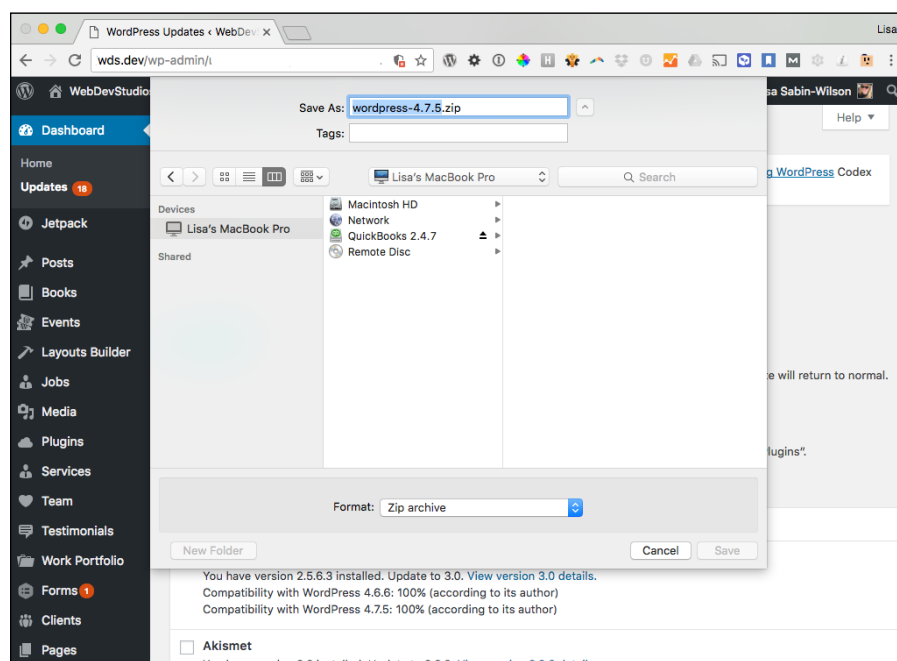 WordPress Updates ‹ WebDev
Lisa
wds.dev/wp-admin/
WebDevStudio
sa Sabin-Wilson
Help
Save As: wordpress-4.7.5.zip
Tags:
Dashboard
Home
Updates 18
Jetpack
Posts
Books
Events
Layouts Builder
Jobs
Media
Plugins
Services
Team
Testimonials
Work Portfolio
Forms 1
Clients
Pages
Lisa's MacBook Pro
Search
g WordPress Codex
Devices
Lisa's MacBook Pro
Shared
Macintosh HD
Network
QuickBooks 2.4.7
Remote Disc
e will return to normal.
lugins".
Format: Zip archive
New Folder
Cancel
Save
You have version 2.5.6.3 installed. Update to 3.0. View version 3.0 details.
Compatibility with WordPress 4.6.6: 100% (according to its author)
Compatibility with WordPress 4.7.5: 100% (according to its author)
Akismet